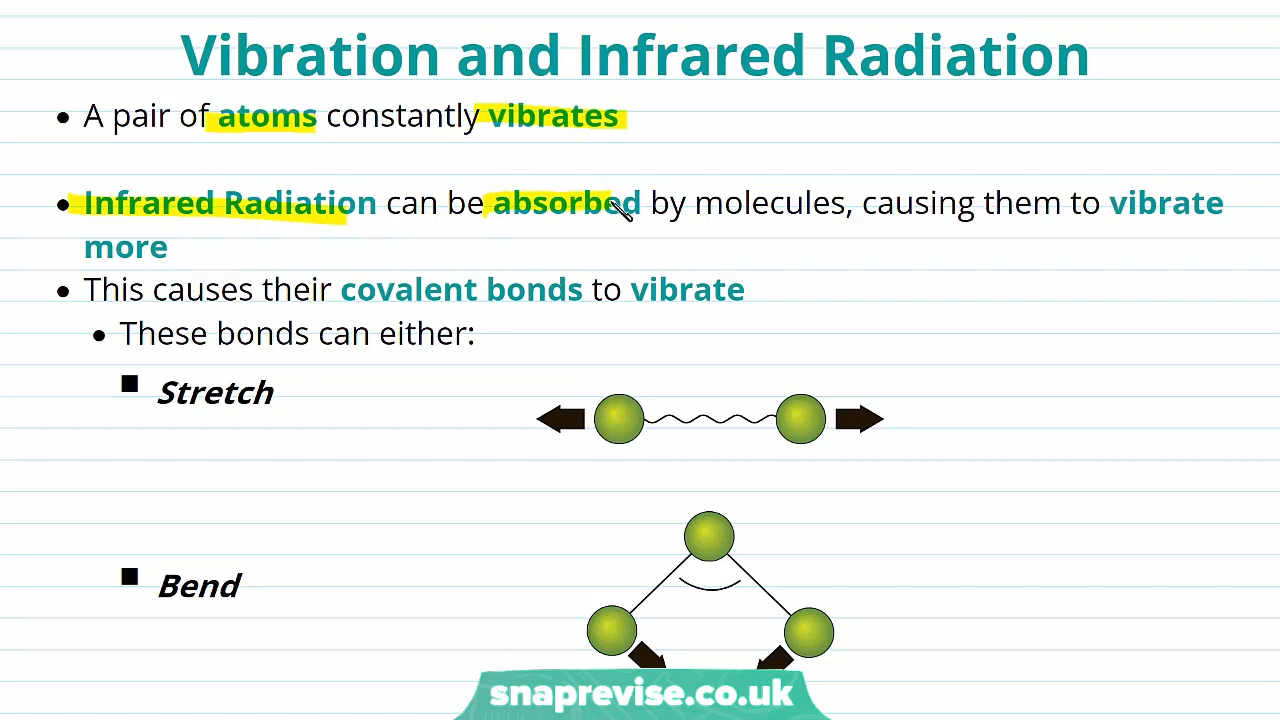 Vibration and Infrared Radiation
• A pair of atoms constantly vibrates
• Infrared Radiation can be absorbed by molecules, causing them to vibrate
more
• This causes their covalent bonds to vibrate
• These bonds can either:
▪ Stretch
▪ Bend
snaprevise.co.uk